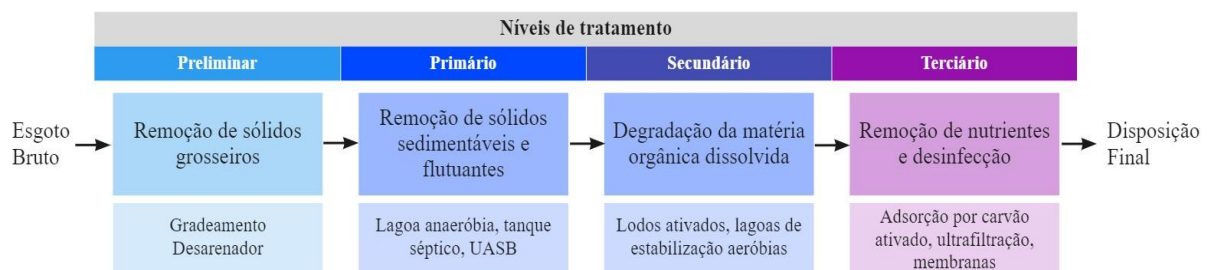 Níveis de tratamento
Preliminar
Primário
Secundário
Terciário
Esgoto
Bruto
Remoção de sólidos
grosseiros
Remoção de sólidos
sedimentáveis e
flutuantes
Degradação da matéria
orgânica dissolvida
Remoção de nutrientes
e desinfecção
Disposição
Final
Gradeamento
Desarenador
Lagoa anaeróbia, tanque
séptico, UASB
Lodos ativados, lagoas de
estabilização aeróbias
Adsorção por carvão
ativado, ultrafiltração,
membranas